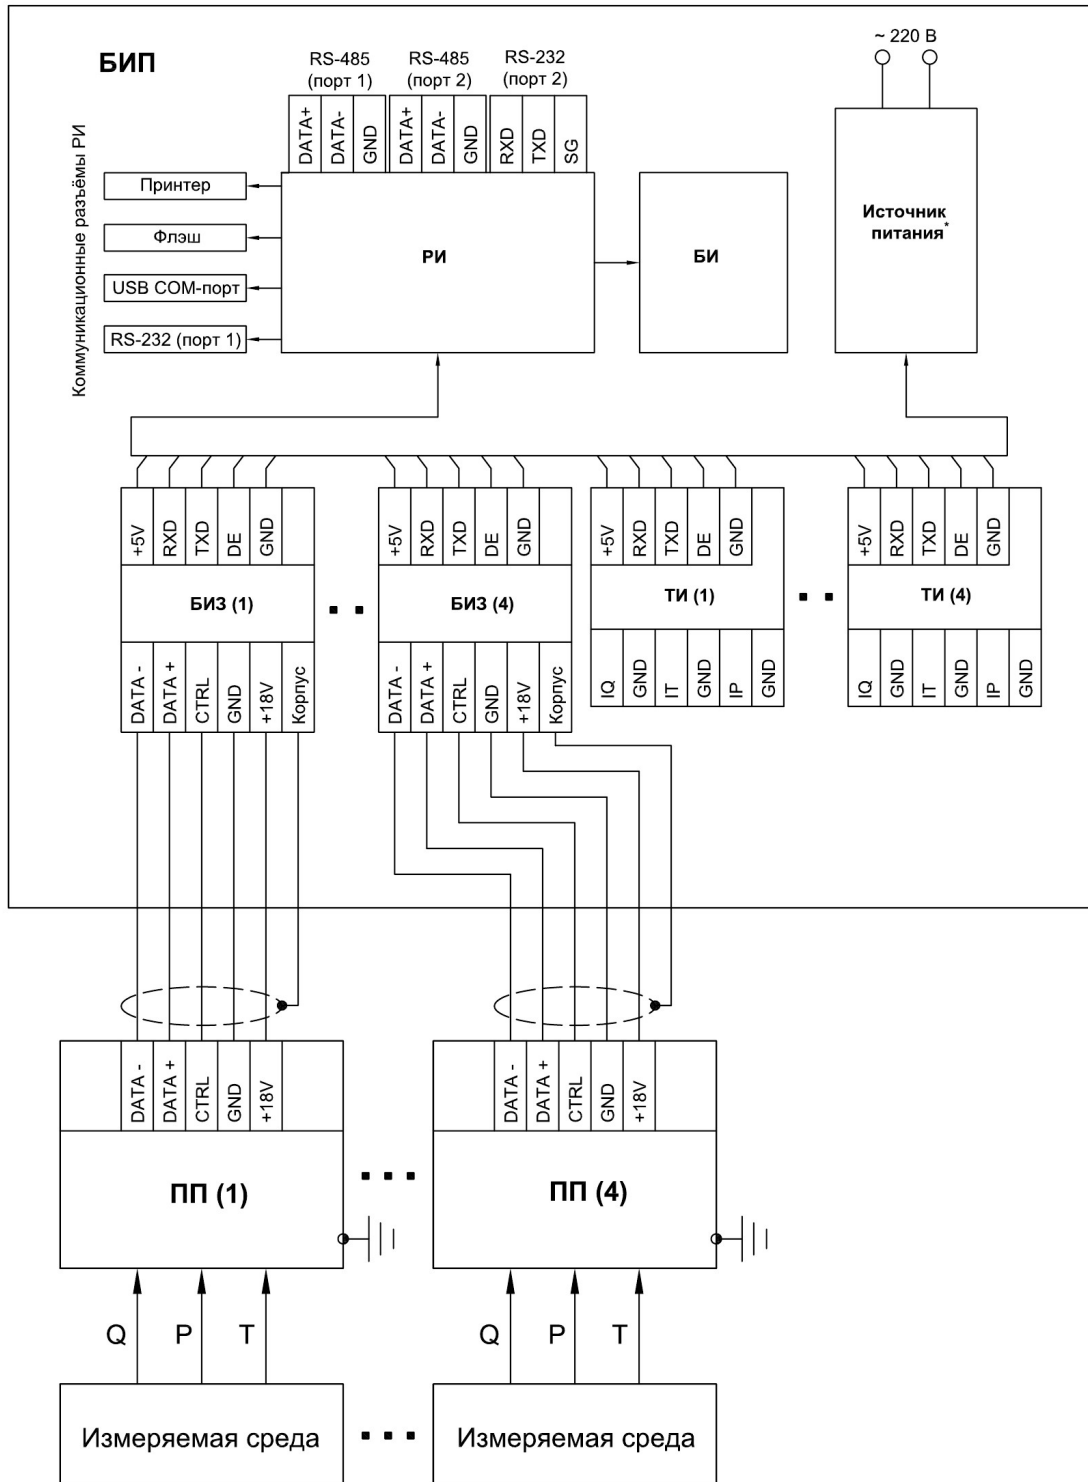 ~ 220 В
БИП
RS-485
(порт 1)
RS-485
(порт 2)
RS-232
(порт 2)
DATA+
DATA-
GND
DATA+
DATA-
GND
RXD
TXD
SG
Коммуникационные разъёмы РИ
Принтер
Флэш
USB COM-порт
RS-232 (порт 1)
РИ
БИ
Источник
питания*
+5V
RXD
TXD
DE
GND
+5V
RXD
TXD
DE
GND
+5V
RXD
TXD
DE
GND
+5V
RXD
TXD
DE
GND
БИЗ (1)
БИЗ (4)
ТИ (1)
ТИ (4)
DATA -
DATA +
CTRL
GND
+18V
Корпус
DATA -
DATA +
CTRL
GND
+18V
Корпус
IQ
GND
IT
GND
IP
GND
IQ
GND
IT
GND
IP
GND
DATA -
DATA +
CTRL
GND
+18V
DATA -
DATA +
CTRL
GND
+18V
ПП (1)
ПП (4)
Q
P
T
Q
P
T
Измеряемая среда
Измеряемая среда